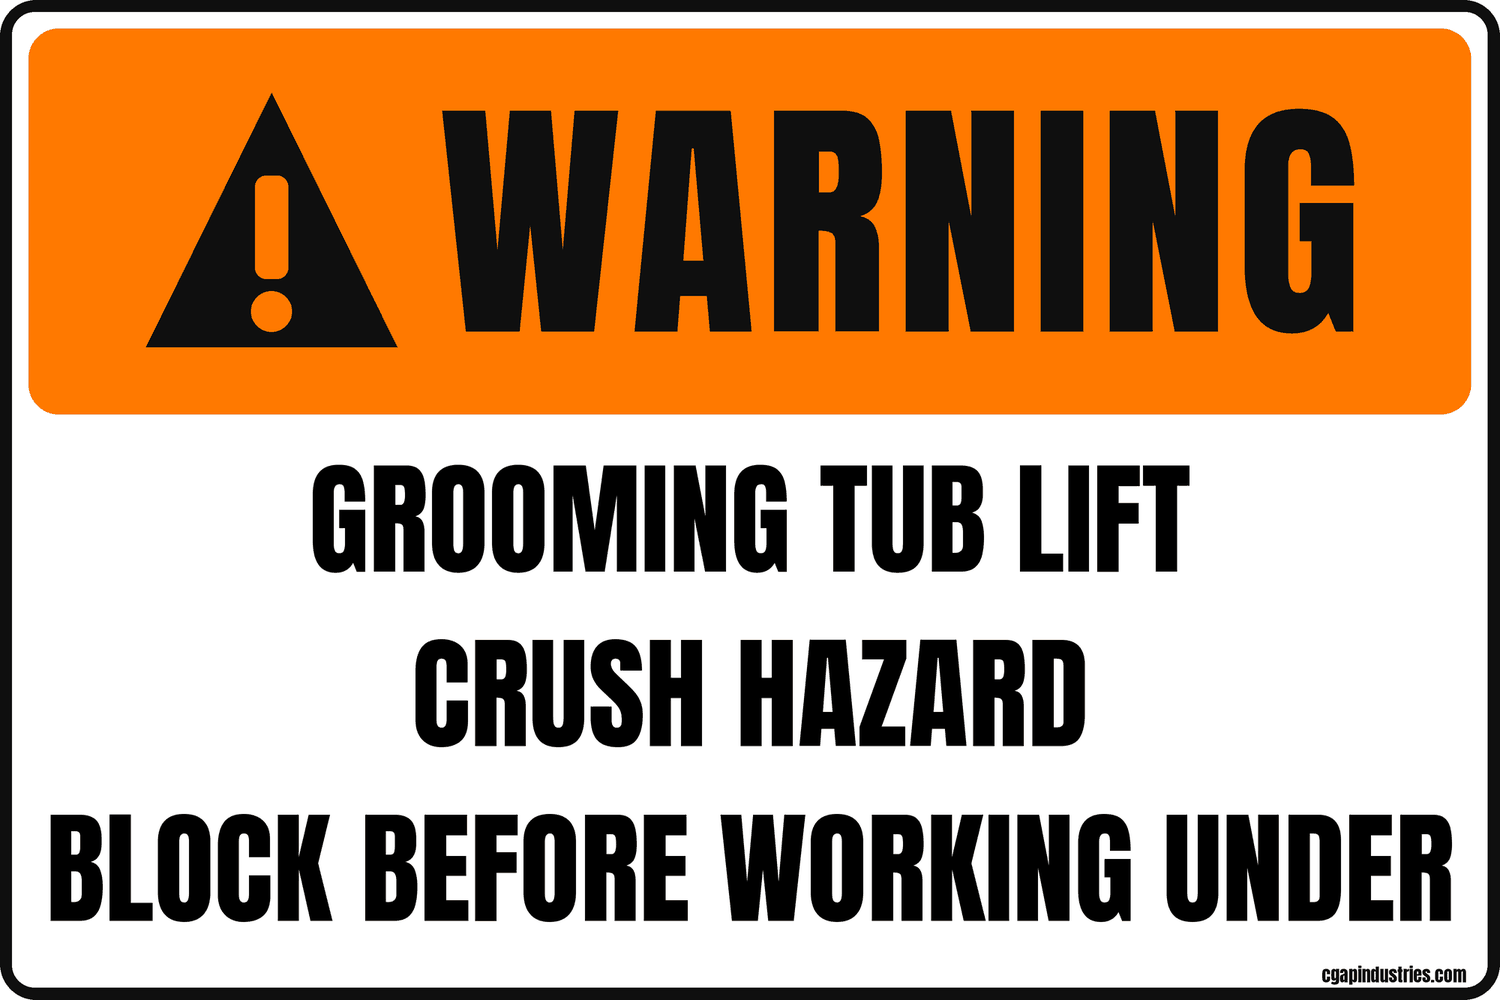 WARNING
GROOMING TUB LIFT
CRUSH HAZARD
BLOCK BEFORE WORKING UNDER
cgapindustries.com